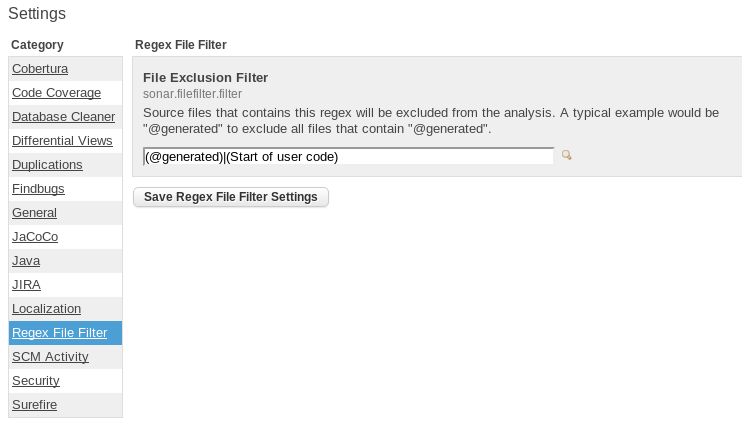 Settings
Category
Cobertura
Code Coverage
Database Cleaner
Differential Views
Duplications
Findbugs
General
JaCoCo
Java
JIRA
Localization
Regex File Filter
SCM Activity
Security
Surefire
Regex File Filter
File Exclusion Filter
sonar.filefilter.filter
Source files that contains this regex will be excluded from the analysis. A typical example would be
"@generated" to exclude all files that contain "@generated".
(@generated)|(Start of user code)
Save Regex File Filter Settings